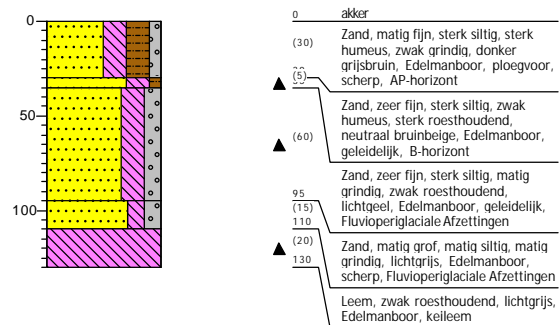 0
50
100
0 akker
(30)
Zand, matig fijn, sterk siltig, sterk
humeus, zwak grindig, donker
grijsbruin, Edelmanboor, ploegvoor,
scherp, AP-horizont
(5)
Zand, zeer fijn, sterk siltig, zwak
humeus, sterk roesthoudend,
neutraal bruinbeige, Edelmanboor,
geleidelijk, B-horizont
(60)
Zand, zeer fijn, sterk siltig, matig
grindig, zwak roesthoudend,
lichtgeel, Edelmanboor, geleidelijk,
Fluvioperiglaciale Afzettingen
95
(15)
110
Zand, matig grof, matig siltig, matig
grindig, lichtgrijs, Edelmanboor,
scherp, Fluvioperiglaciale Afzettingen
(20)
130
Leem, zwak roesthoudend, lichtgrijs,
Edelmanboor, keileem